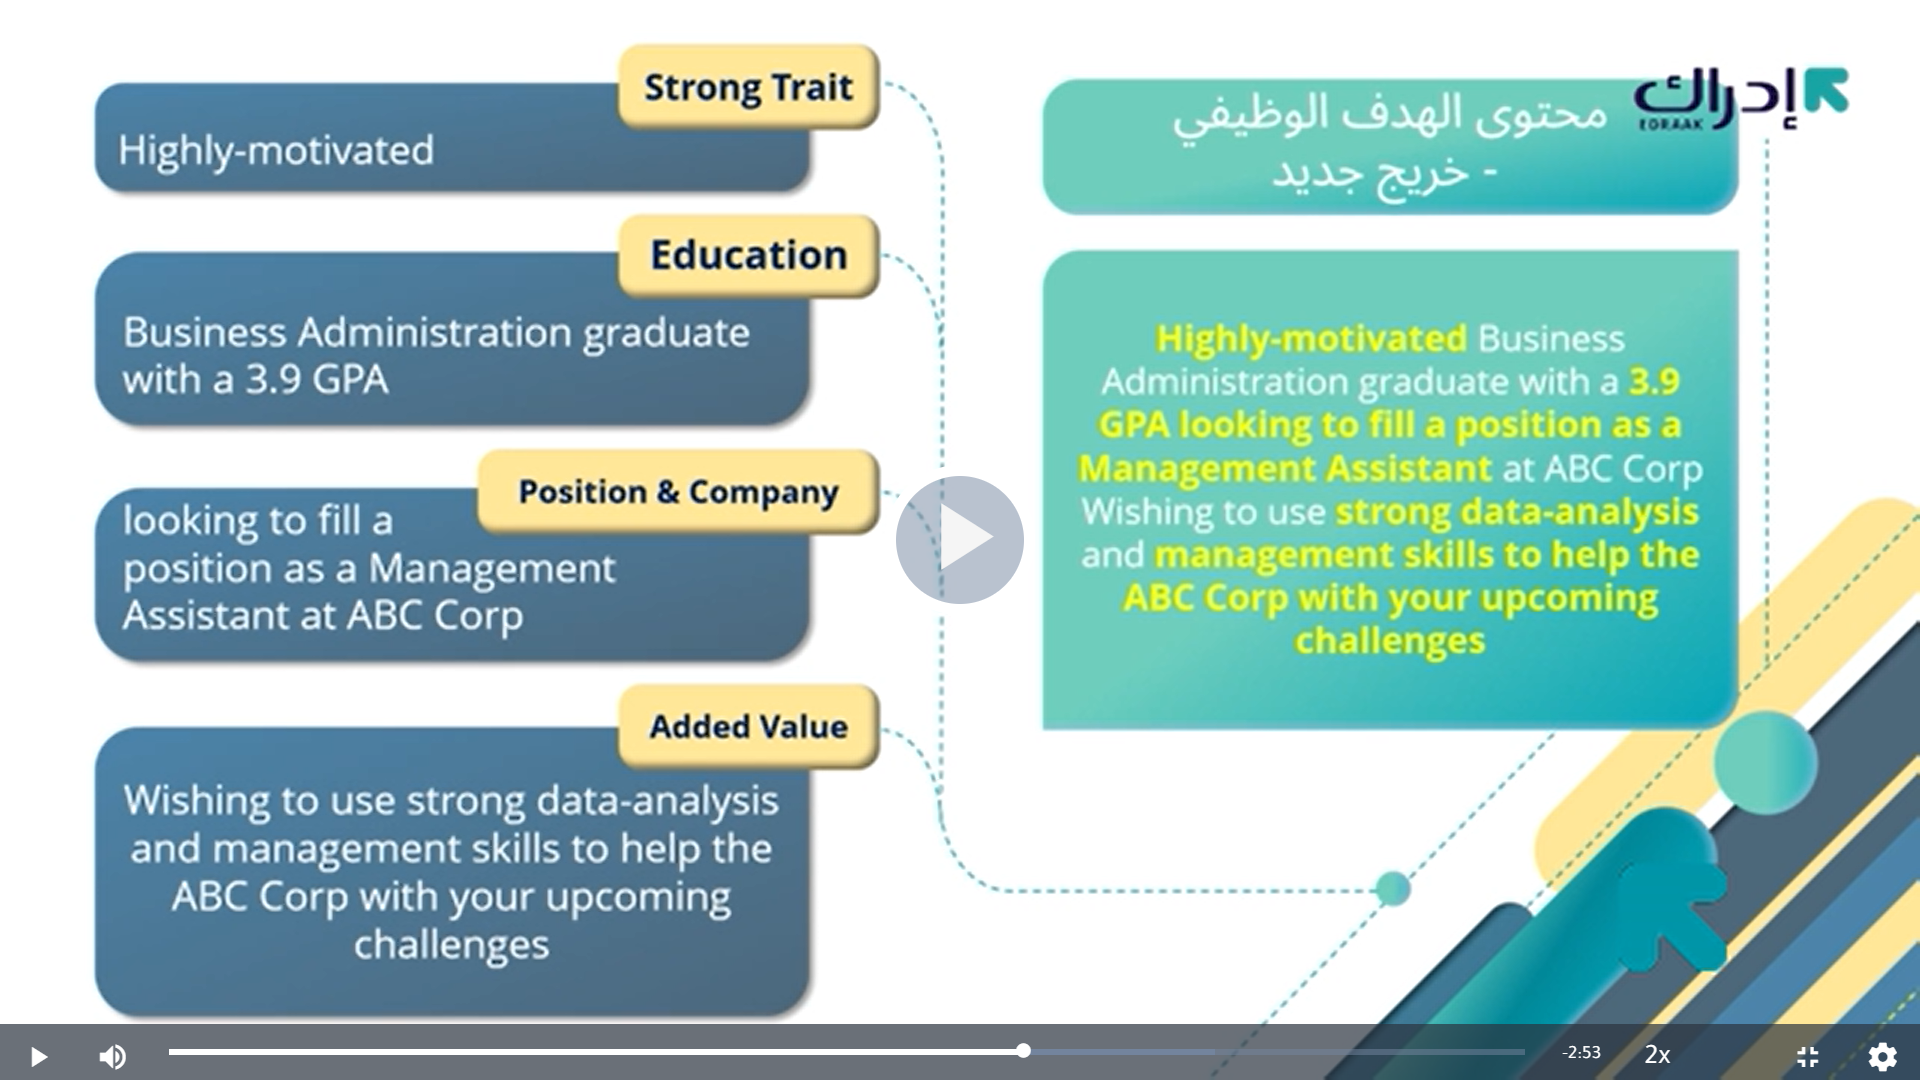 Strong Trait
Highly-motivated
Education
Business Administration graduate
with a 3.9 GPA
Position & Company
looking to fill a
position as a Management
Assistant at ABC Corp
Added Value
Wishing to use strong data-analysis
and management skills to help the
ABC Corp with your upcoming
challenges
إدراك
EDRAAK
محتوى الهدف الوظيفي
- خريج جديد
Highly-motivated Business
Administration graduate with a 3.9
GPA looking to fill a position as a
Management Assistant at ABC Corp
Wishing to use strong data-analysis
and management skills to help the
ABC Corp with your upcoming
challenges
-2:53
2x